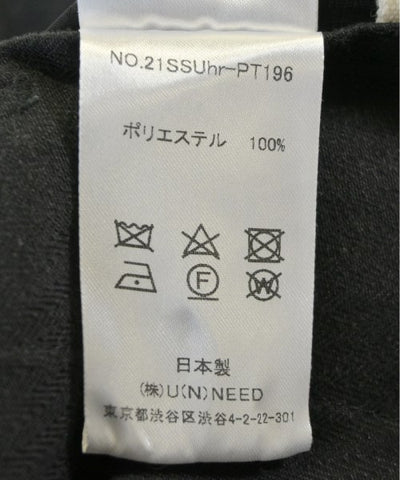 NO.21SSUhr-PT196
ポリエステル 100%
F W
日本製
(株)U(N)NEED
東京都渋谷区渋谷4-2-22-301